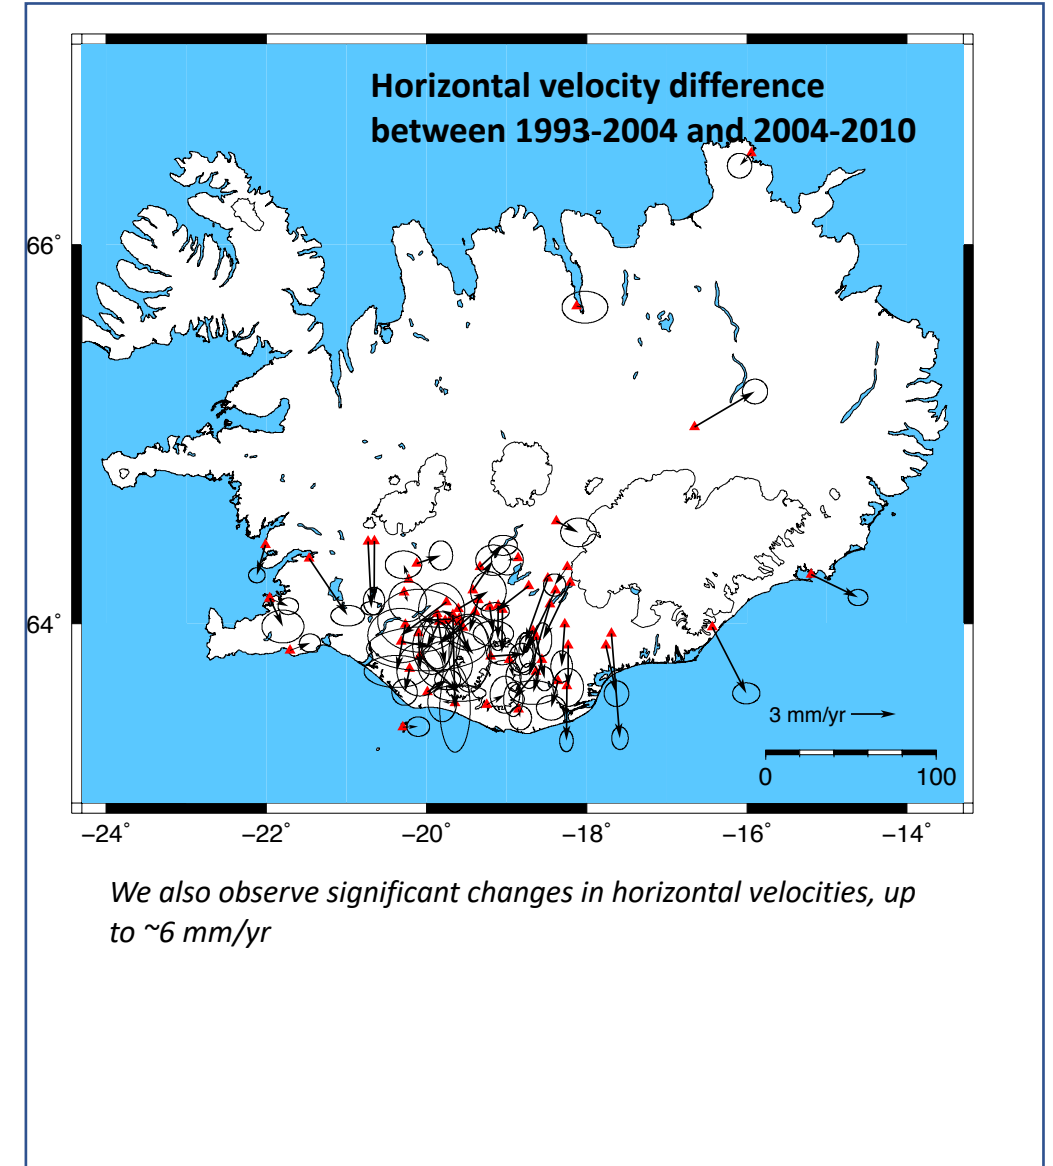 Horizontal velocity difference
between 1993-2004 and 2004-2010
66˚
64˚
3 mm/yr
0 100
−24˚ −22˚ −20˚ −18˚ −16˚ −14˚
We also observe significant changes in horizontal velocities, up
to ~6 mm/yr